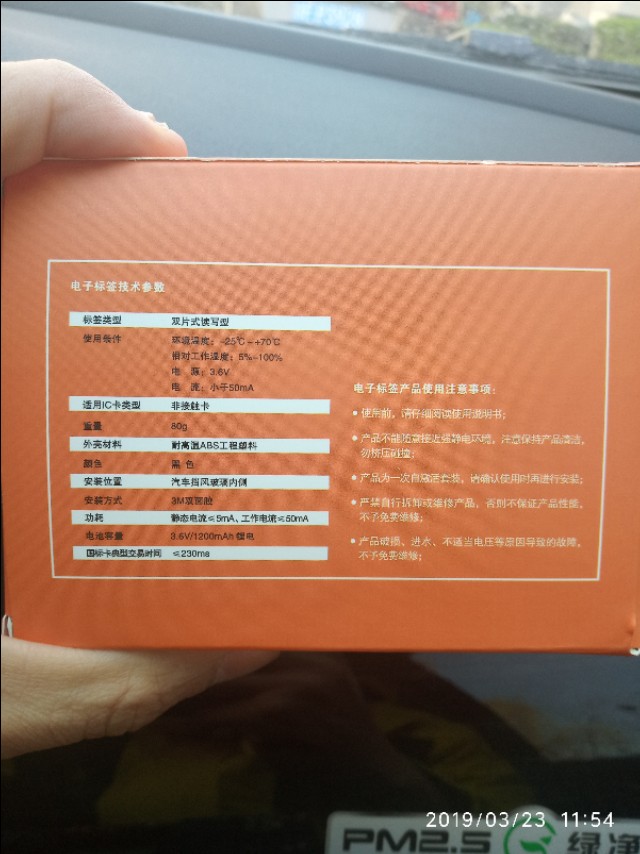 电子标签技术参数
标签类型 双片式读写型
使用条件 环境温度：-25℃~+70℃
相对工作湿度：5%~100%
电 源：3.6V
电 流：小于50mA
适用IC卡类型 非接触卡
重量 80g
外壳材料 耐高温ABS工程塑料
颜色 黑色
安装位置 汽车挡风玻璃内侧
安装方式 3M双面胶
功耗 静态电流≤5mA、工作电流≤50mA
电池容量 3.6V/1200mAh 锂电
国标卡典型交易时间 ≤230ms
电子标签产品使用注意事项：
● 使用前，请仔细阅读使用说明书；
● 产品不能随意接近强静电环境，注意保持产品清洁，
勿挤压碰撞；
● 产品为一次自激活套装，请确认使用时再进行安装；
● 严禁自行拆卸或维修产品，否则不保证产品性能，
不予免费维修；
● 产品破损、进水、不适当电压等原因导致的故障，
不予免费维修；
2019/03/23 11:54
PM2.5 绿净